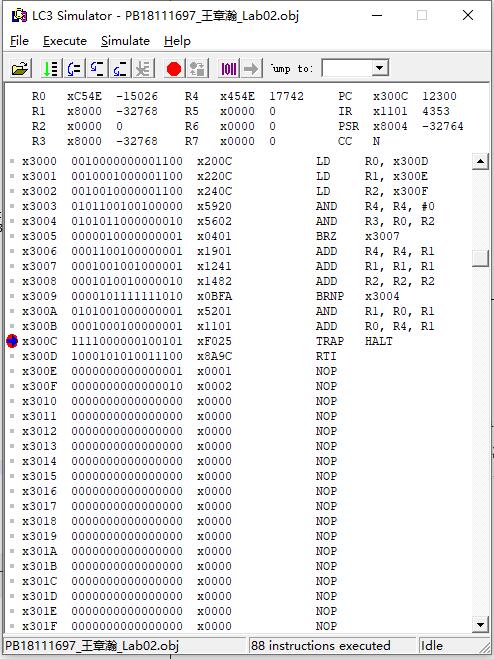 LC3 Simulator - PB18111697_王章瀚_Lab02.obj
File Execute Simulate Help
Jump to:
R0 xC54E -15026 R4 x454E 17742 PC x300C 12300
R1 x8000 -32768 R5 x0000 0 IR x1101 4353
R2 x0000 0 R6 x0000 0 PSR x8004 -32764
R3 x8000 -32768 R7 x0000 0 CC N
x3000 0010000000001100 x200C LD R0, x300D
x3001 0010001000001100 x220C LD R1, x300E
x3002 0010010000001100 x240C LD R2, x300F
x3003 0101100100100000 x5920 AND R4, R4, #0
x3004 0101011000000010 x5602 AND R3, R0, R2
x3005 0000010000000001 x0401 BRZ x3007
x3006 0001100100000001 x1901 ADD R4, R4, R1
x3007 0001001001000001 x1241 ADD R1, R1, R1
x3008 0001010010000010 x1482 ADD R2, R2, R2
x3009 0000101111111010 x0BFA BRNP x3004
x300A 0101001000000001 x5201 AND R1, R0, R1
x300B 0001000100000001 x1101 ADD R0, R4, R1
x300C 1111000000100101 xF025 TRAP HALT
x300D 1000101010011100 x8A9C RTI
x300E 0000000000000001 x0001 NOP
x300F 0000000000000010 x0002 NOP
x3010 0000000000000000 x0000 NOP
x3011 0000000000000000 x0000 NOP
x3012 0000000000000000 x0000 NOP
x3013 0000000000000000 x0000 NOP
x3014 0000000000000000 x0000 NOP
x3015 0000000000000000 x0000 NOP
x3016 0000000000000000 x0000 NOP
x3017 0000000000000000 x0000 NOP
x3018 0000000000000000 x0000 NOP
x3019 0000000000000000 x0000 NOP
x301A 0000000000000000 x0000 NOP
x301B 0000000000000000 x0000 NOP
x301C 0000000000000000 x0000 NOP
x301D 0000000000000000 x0000 NOP
x301E 0000000000000000 x0000 NOP
x301F 0000000000000000 x0000 NOP
PB18111697_王章瀚_Lab02.obj 88 instructions executed Idle